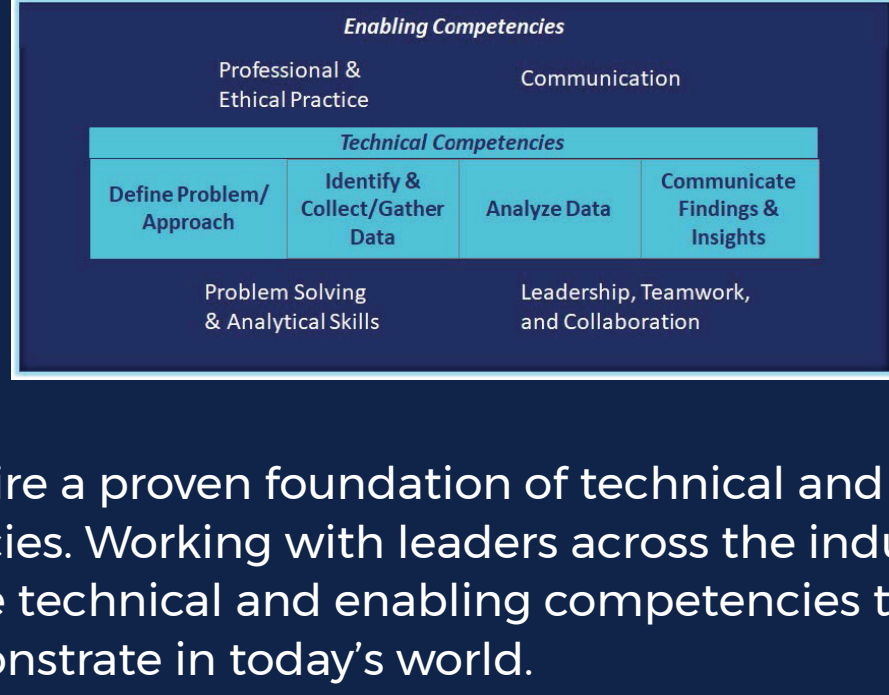 Enabling Competencies
Professional &
Ethical Practice
Communication
Technical Competencies
Define Problem/
Approach
Identify &
Collect/Gather
Data
Analyze Data
Communicate
Findings &
Insights
Problem Solving
& Analytical Skills
Leadership, Teamwork,
and Collaboration
ire a proven foundation of technical and
cies. Working with leaders across the indu
e technical and enabling competencies t
onstrate in today’s world.